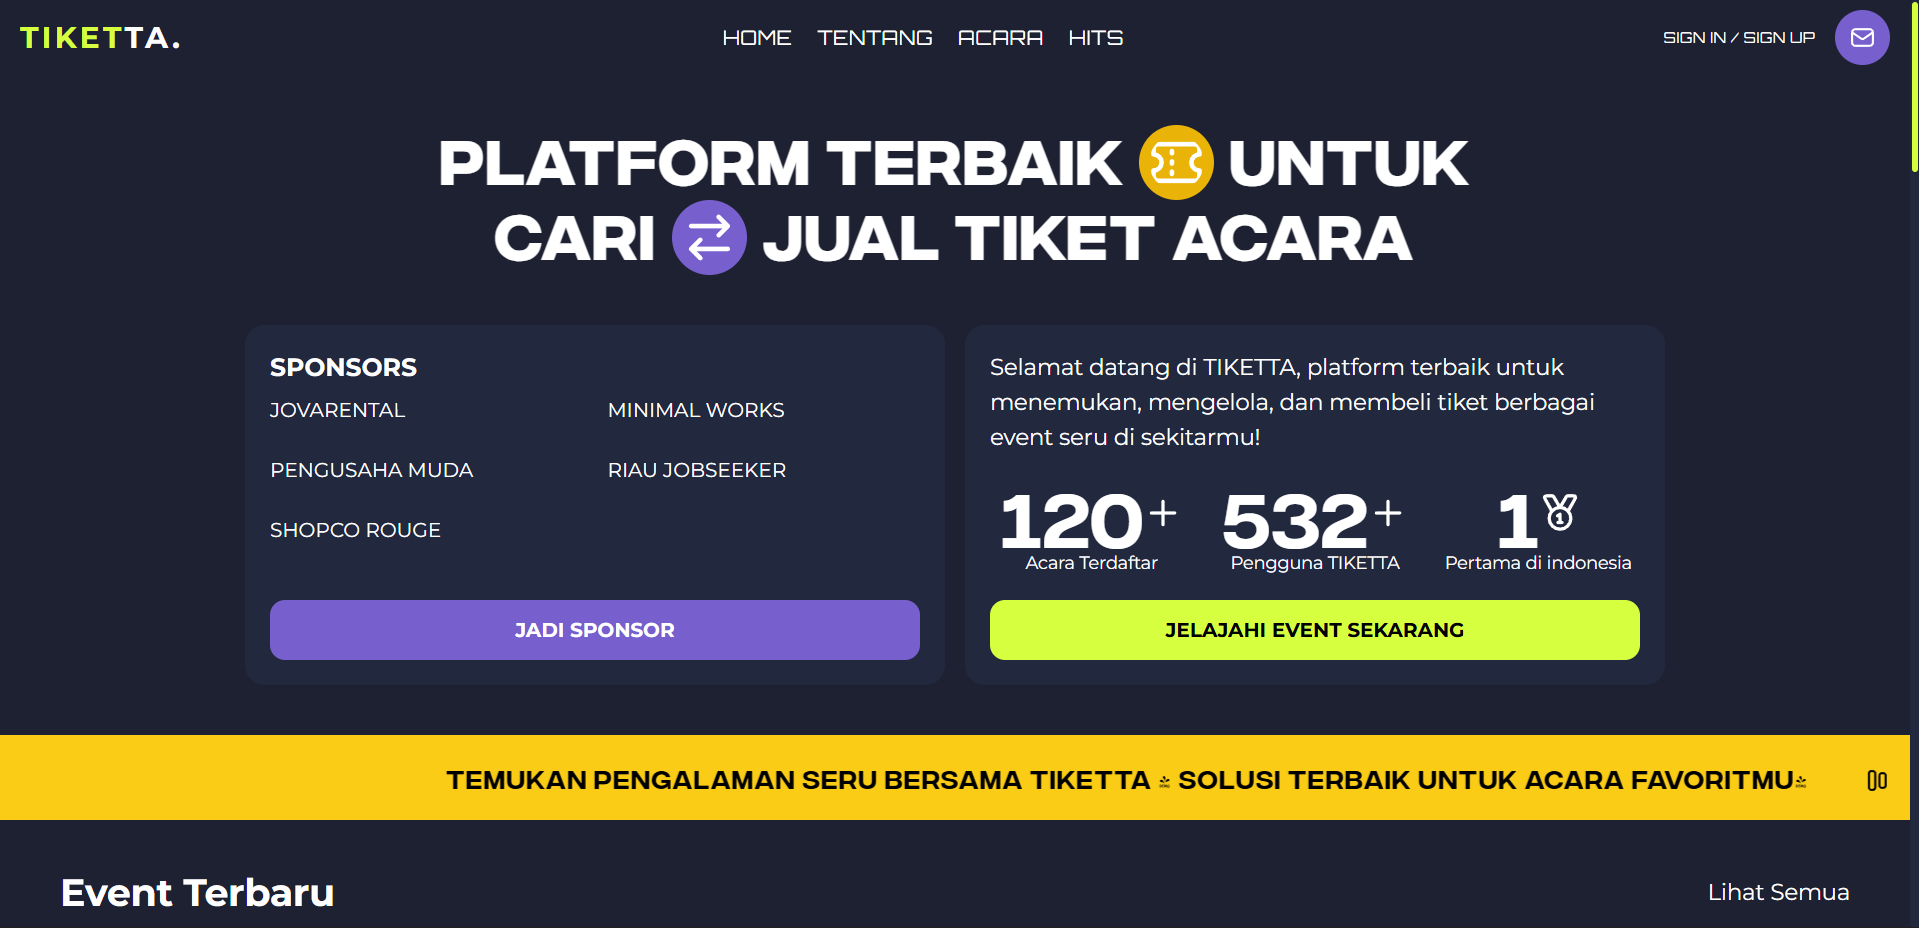 TIKETTA.
HOME TENTANG ACARA HITS
SIGN IN / SIGN UP
PLATFORM TERBAIK UNTUK
CARI JUAL TIKET ACARA
SPONSORS
JOVARENTAL MINIMAL WORKS
PENGUSAHA MUDA RIAU JOBSEEKER
SHOPCO ROUGE
JADI SPONSOR
Selamat datang di TIKETTA, platform terbaik untuk
menemukan, mengelola, dan membeli tiket berbagai
event seru di sekitarmu!
120+ 532+ 1
Acara Terdaftar Pengguna TIKETTA Pertama di indonesia
JELAJAHI EVENT SEKARANG
TEMUKAN PENGALAMAN SERU BERSAMA TIKETTA SOLUSI TERBAIK UNTUK ACARA FAVORITMU
Event Terbaru
Lihat Semua